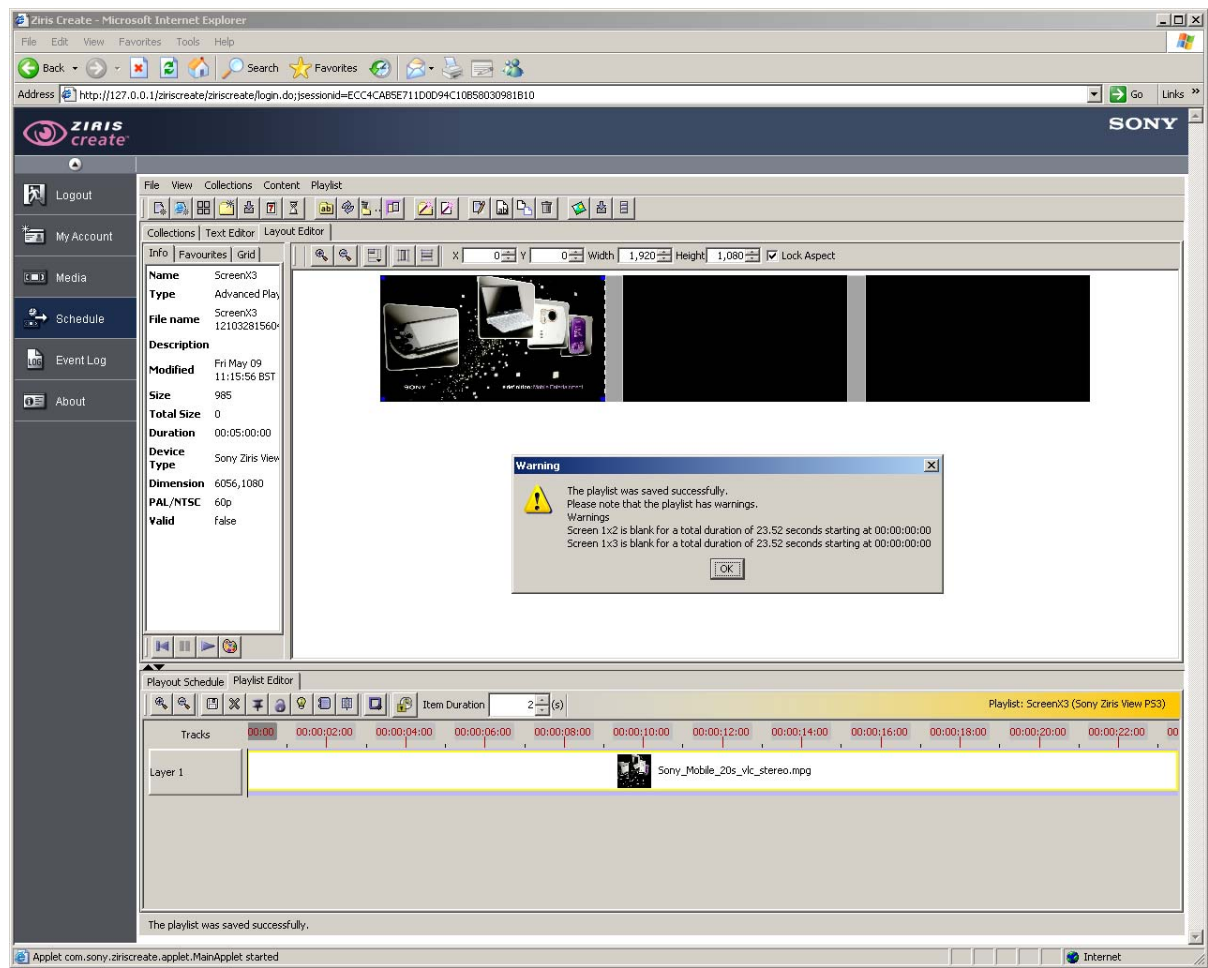 Ziris Create - Microsoft Internet Explorer
File Edit View Favorites Tools Help
Back Search Favorites
Address http://127.0.0.1/ziriscreate/ziriscreate/login.do;jsessionid=ECC4CAB5E711D0D94C10B58030981B10 Go Links »
ZIRIS
create
SONY
Logout
My Account
Media
Schedule
LOG Event Log
About
File View Collections Content Playlist
Collections Text Editor Layout Editor
Info Favourites Grid
X 0 Y 0 Width 1,920 Height 1,080 Lock Aspect
Name ScreenX3
Type Advanced Play
File name ScreenX3
121032815604
Description
Modified Fri May 09
11:15:56 BST
Size 985
Total Size 0
Duration 00:05:00:00
Device
Type Sony Ziris View
Dimension 6056,1080
PAL/NTSC 60p
Valid false
SONY
Warning
The playlist was saved successfully.
Please note that the playlist has warnings.
Warnings
Screen 1x2 is blank for a total duration of 23.52 seconds starting at 00:00:00:00
Screen 1x3 is blank for a total duration of 23.52 seconds starting at 00:00:00:00
OK
Playout Schedule Playlist Editor
Item Duration 2 (s) Playlist: ScreenX3 (Sony Ziris View PS3)
Tracks 00:00 00:00:02:00 00:00:04:00 00:00:06:00 00:00:08:00 00:00:10:00 00:00:12:00 00:00:14:00 00:00:16:00 00:00:18:00 00:00:20:00 00:00:22:00 00
Layer 1 Sony_Mobile_20s_vlc_stereo.mpg
The playlist was saved successfully.
Applet com.sony.ziriscreate.applet.MainApplet started Internet